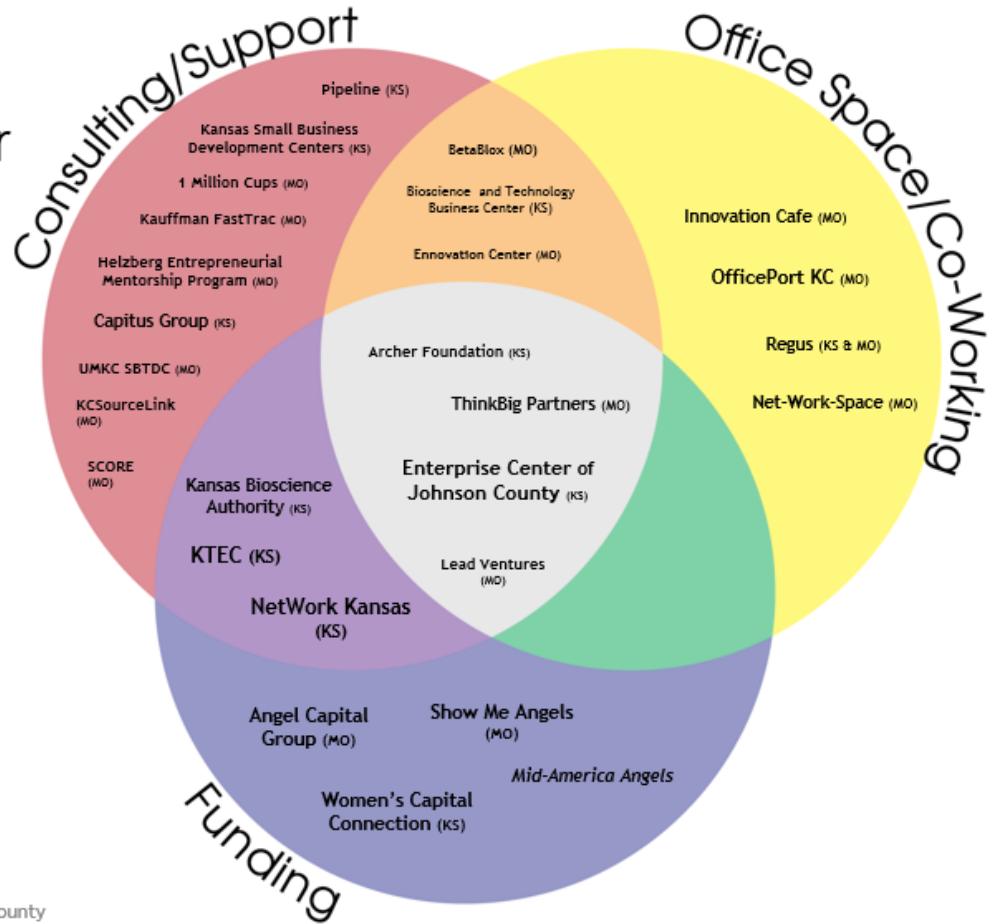 Consulting/Support
Office Space/Co-Working
r
Pipeline (KS)
Kansas Small Business
Development Centers (KS)
1 Million Cups (MO)
Kauffman FastTrac (MO)
Helzberg Entrepreneurial
Mentorship Program (MO)
Capitus Group (KS)
UMKC SBTDC (MO)
KCSourceLink
(MO)
SCORE
(MO)
BetaBlox (MO)
Bioscience and Technology
Business Center (KS)
Ennovation Center (MO)
Innovation Cafe (MO)
OfficePort KC (MO)
Regus (KS & MO)
Net-Work-Space (MO)
Archer Foundation (KS)
ThinkBig Partners (MO)
Enterprise Center of
Johnson County (KS)
Lead Ventures
(MO)
Kansas Bioscience
Authority (KS)
KTEC (KS)
NetWork Kansas
(KS)
Angel Capital
Group (MO)
Show Me Angels
(MO)
Mid-America Angels
Women's Capital
Connection (KS)
Funding
ounty